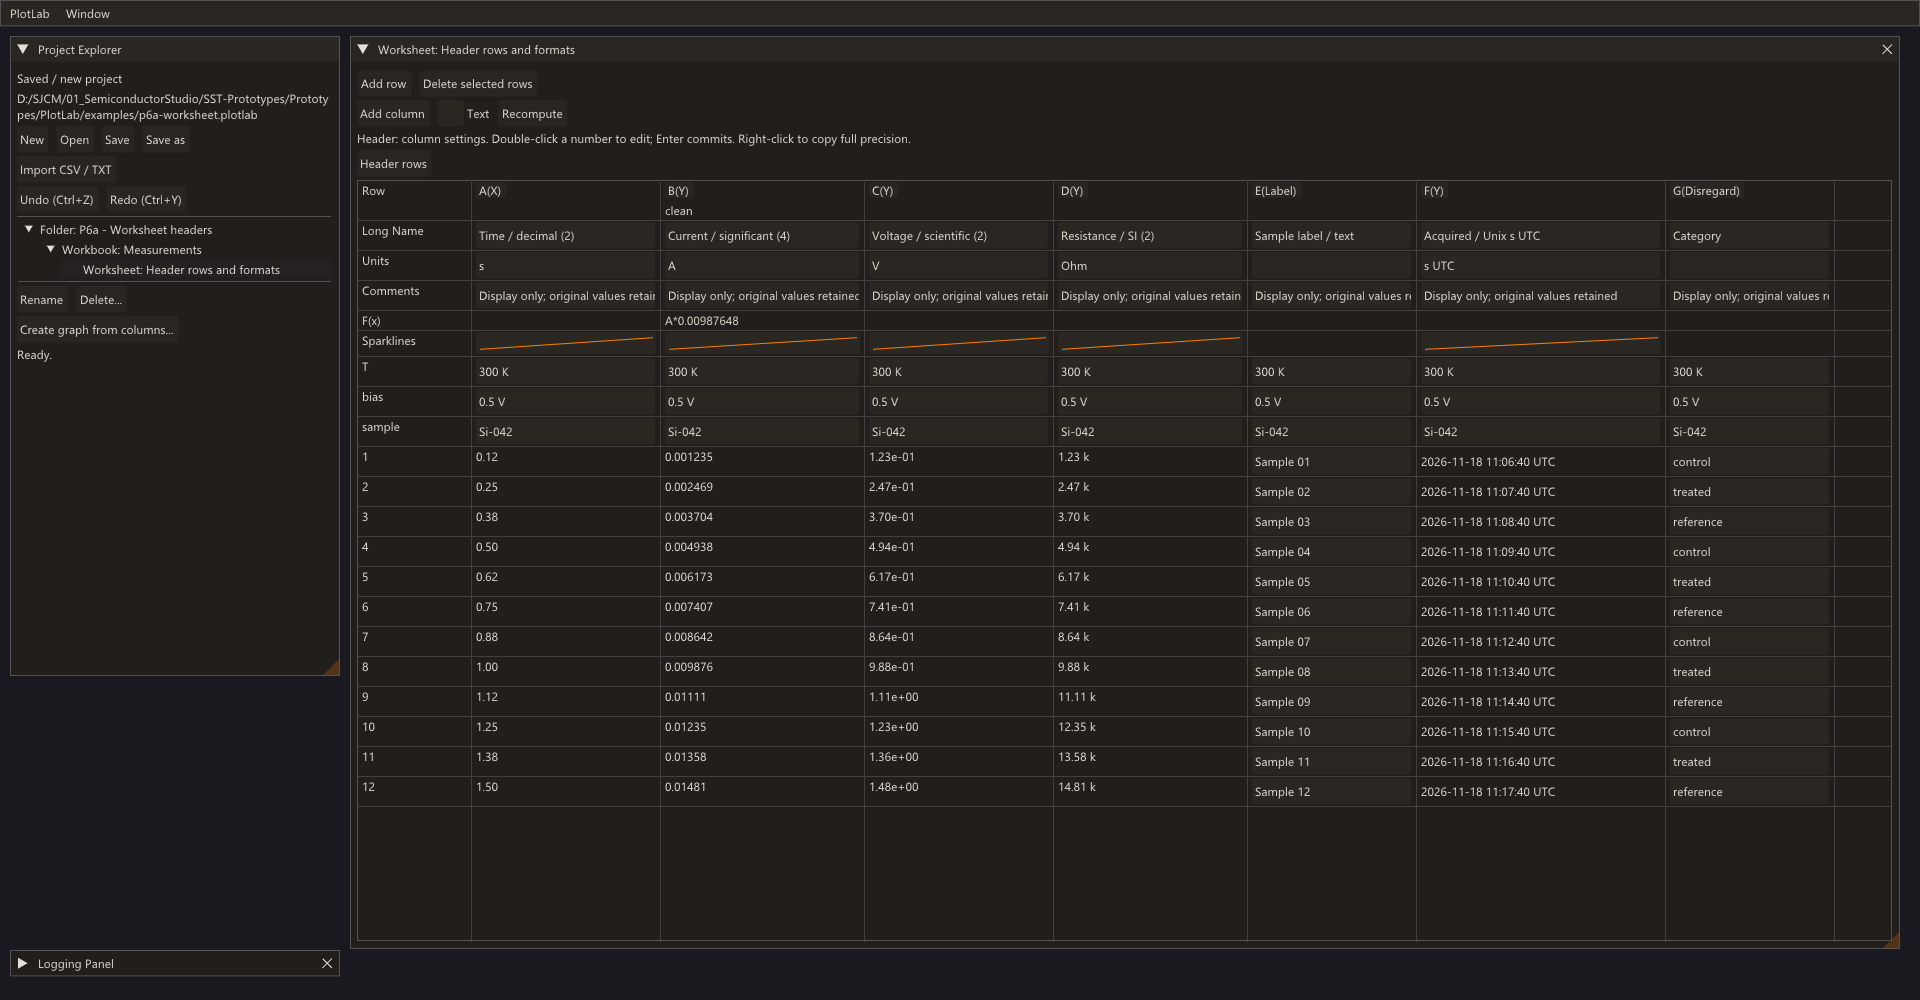 PlotLab Window
Project Explorer
Saved / new project
D:/SJCM/01_SemiconductorStudio/SST-Prototypes/Prototy
pes/PlotLab/examples/p6a-worksheet.plotlab
New Open Save Save as
Import CSV / TXT
Undo (Ctrl+Z) Redo (Ctrl+Y)
Folder: P6a - Worksheet headers
Workbook: Measurements
Worksheet: Header rows and formats
Rename Delete...
Create graph from columns...
Ready.
Logging Panel
Worksheet: Header rows and formats
Add row Delete selected rows
Add column Text Recompute
Header: column settings. Double-click a number to edit; Enter commits. Right-click to copy full precision.
Header rows
Row A(X) B(Y) C(Y) D(Y) E(Label) F(Y) G(Disregard)
clean
Long Name Time / decimal (2) Current / significant (4) Voltage / scientific (2) Resistance / SI (2) Sample label / text Acquired / Unix s UTC Category
Units s A V Ohm s UTC
Comments Display only; original values retair Display only; original values retained Display only; original values retair Display only; original values retain Display only; original values r Display only; original values retained Display only; original values r
F(x) A*0.00987648
Sparklines
T 300 K 300 K 300 K 300 K 300 K 300 K 300 K
bias 0.5 V 0.5 V 0.5 V 0.5 V 0.5 V 0.5 V 0.5 V
sample Si-042 Si-042 Si-042 Si-042 Si-042 Si-042 Si-042
1 0.12 0.001235 1.23e-01 1.23 k Sample 01 2026-11-18 11:06:40 UTC control
2 0.25 0.002469 2.47e-01 2.47 k Sample 02 2026-11-18 11:07:40 UTC treated
3 0.38 0.003704 3.70e-01 3.70 k Sample 03 2026-11-18 11:08:40 UTC reference
4 0.50 0.004938 4.94e-01 4.94 k Sample 04 2026-11-18 11:09:40 UTC control
5 0.62 0.006173 6.17e-01 6.17 k Sample 05 2026-11-18 11:10:40 UTC treated
6 0.75 0.007407 7.41e-01 7.41 k Sample 06 2026-11-18 11:11:40 UTC reference
7 0.88 0.008642 8.64e-01 8.64 k Sample 07 2026-11-18 11:12:40 UTC control
8 1.00 0.009876 9.88e-01 9.88 k Sample 08 2026-11-18 11:13:40 UTC treated
9 1.12 0.01111 1.11e+00 11.11 k Sample 09 2026-11-18 11:14:40 UTC reference
10 1.25 0.01235 1.23e+00 12.35 k Sample 10 2026-11-18 11:15:40 UTC control
11 1.38 0.01358 1.36e+00 13.58 k Sample 11 2026-11-18 11:16:40 UTC treated
12 1.50 0.01481 1.48e+00 14.81 k Sample 12 2026-11-18 11:17:40 UTC reference